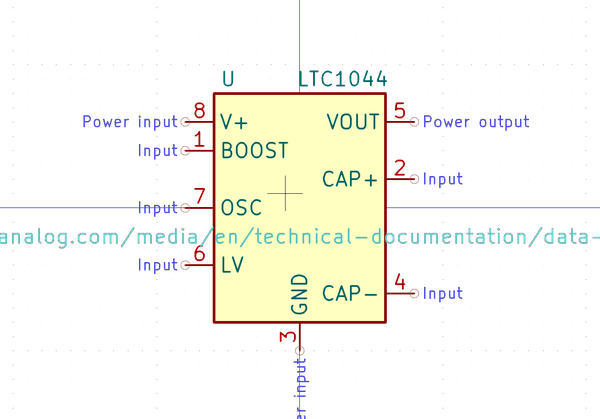 U LTC1044
Power input 8 V+ VOUT 5 Power output
Input 1 BOOST
CAP+ 2 Input
Input 7 OSC
analog.com/media/en/technical-documentation/data-
Input 6 LV
GND CAP- 4 Input
3
er input